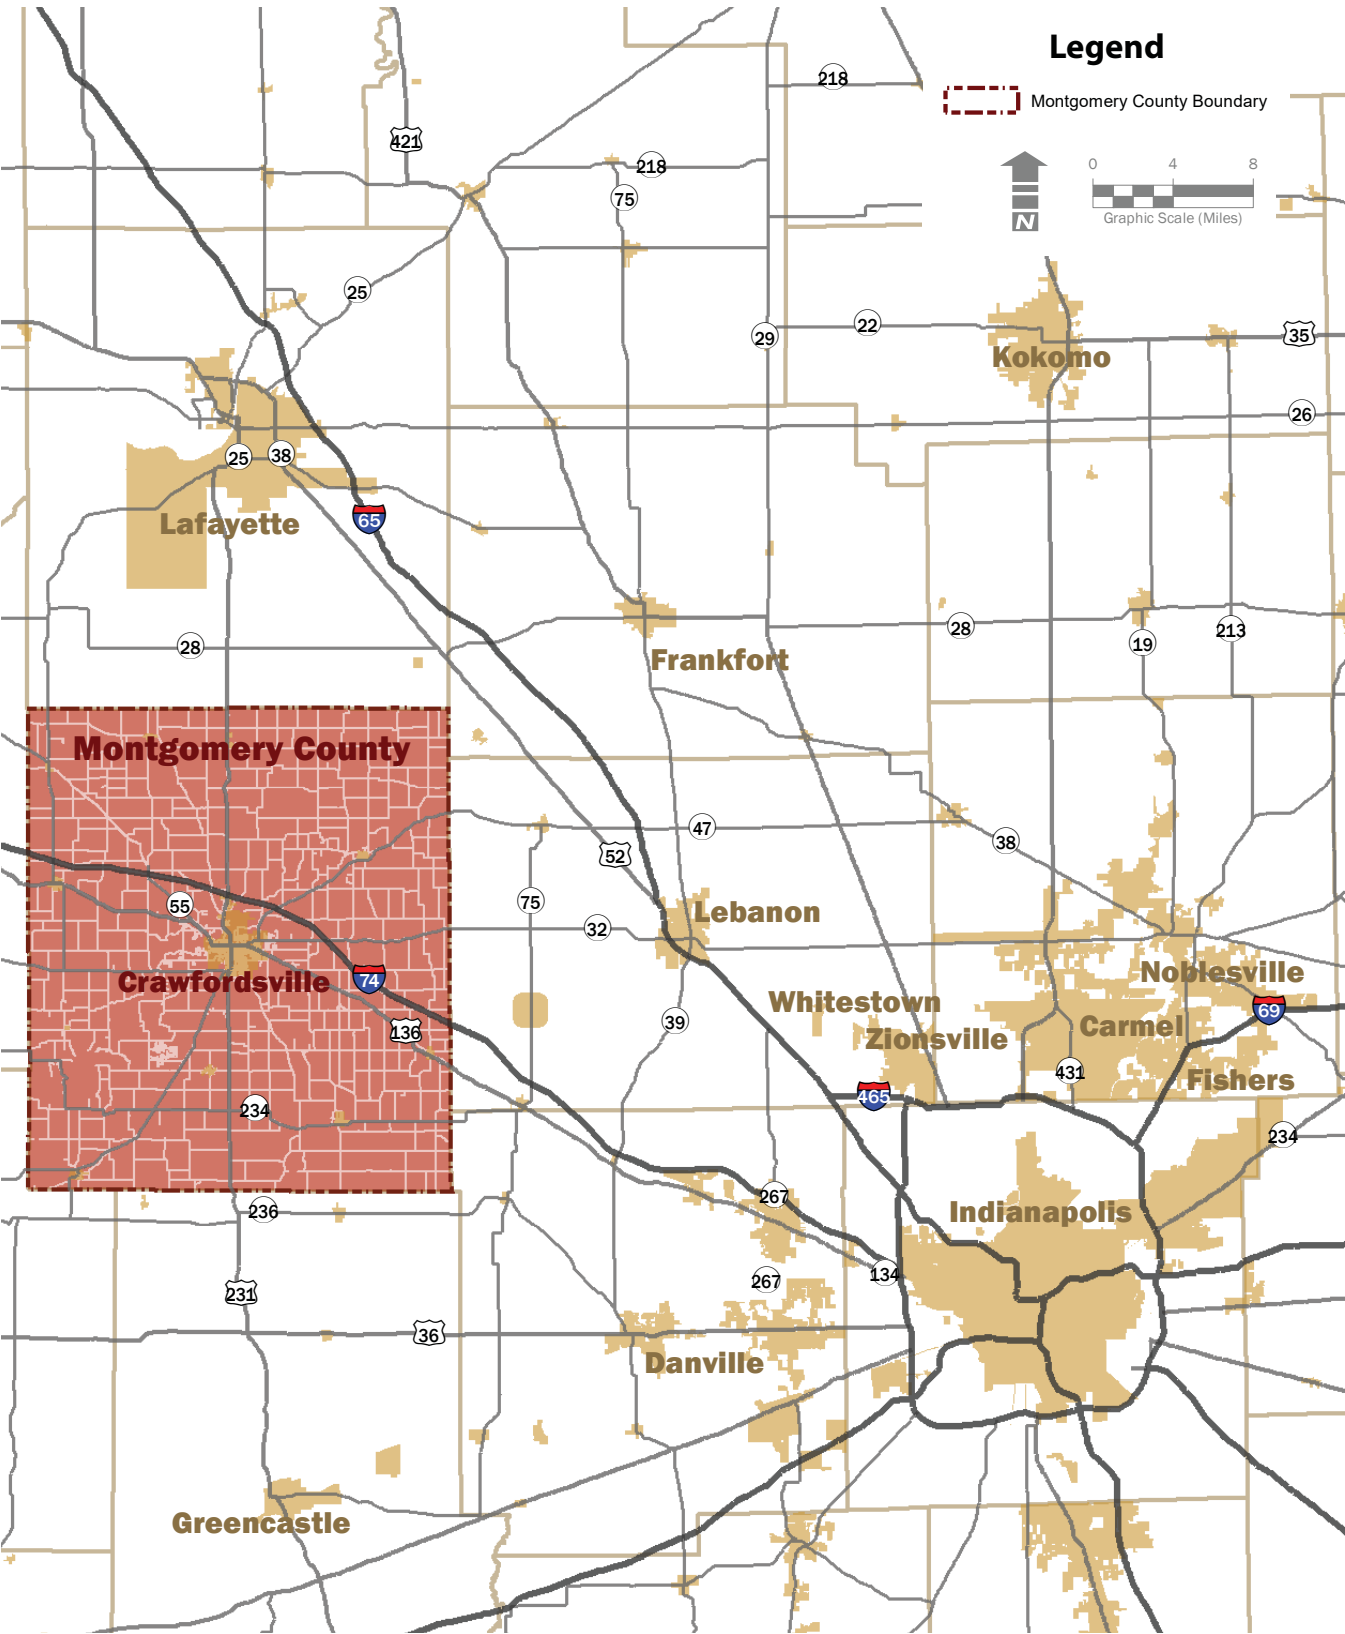 Legend
Montgomery County Boundary
218
421
0 4 8
218
75
N
Graphic Scale (Miles)
25
22
29
35
Kokomo
26
25
38
65
Lafayette
28
28
19
213
Frankfort
Montgomery County
47
38
52
55
75
32
Lebanon
Noblesville
Crawfordsville
74
Whitestown
69
39
136
Zionsville
Carmel
431
Fishers
465
234
234
267
236
Indianapolis
134
267
231
36
Danville
Greencastle